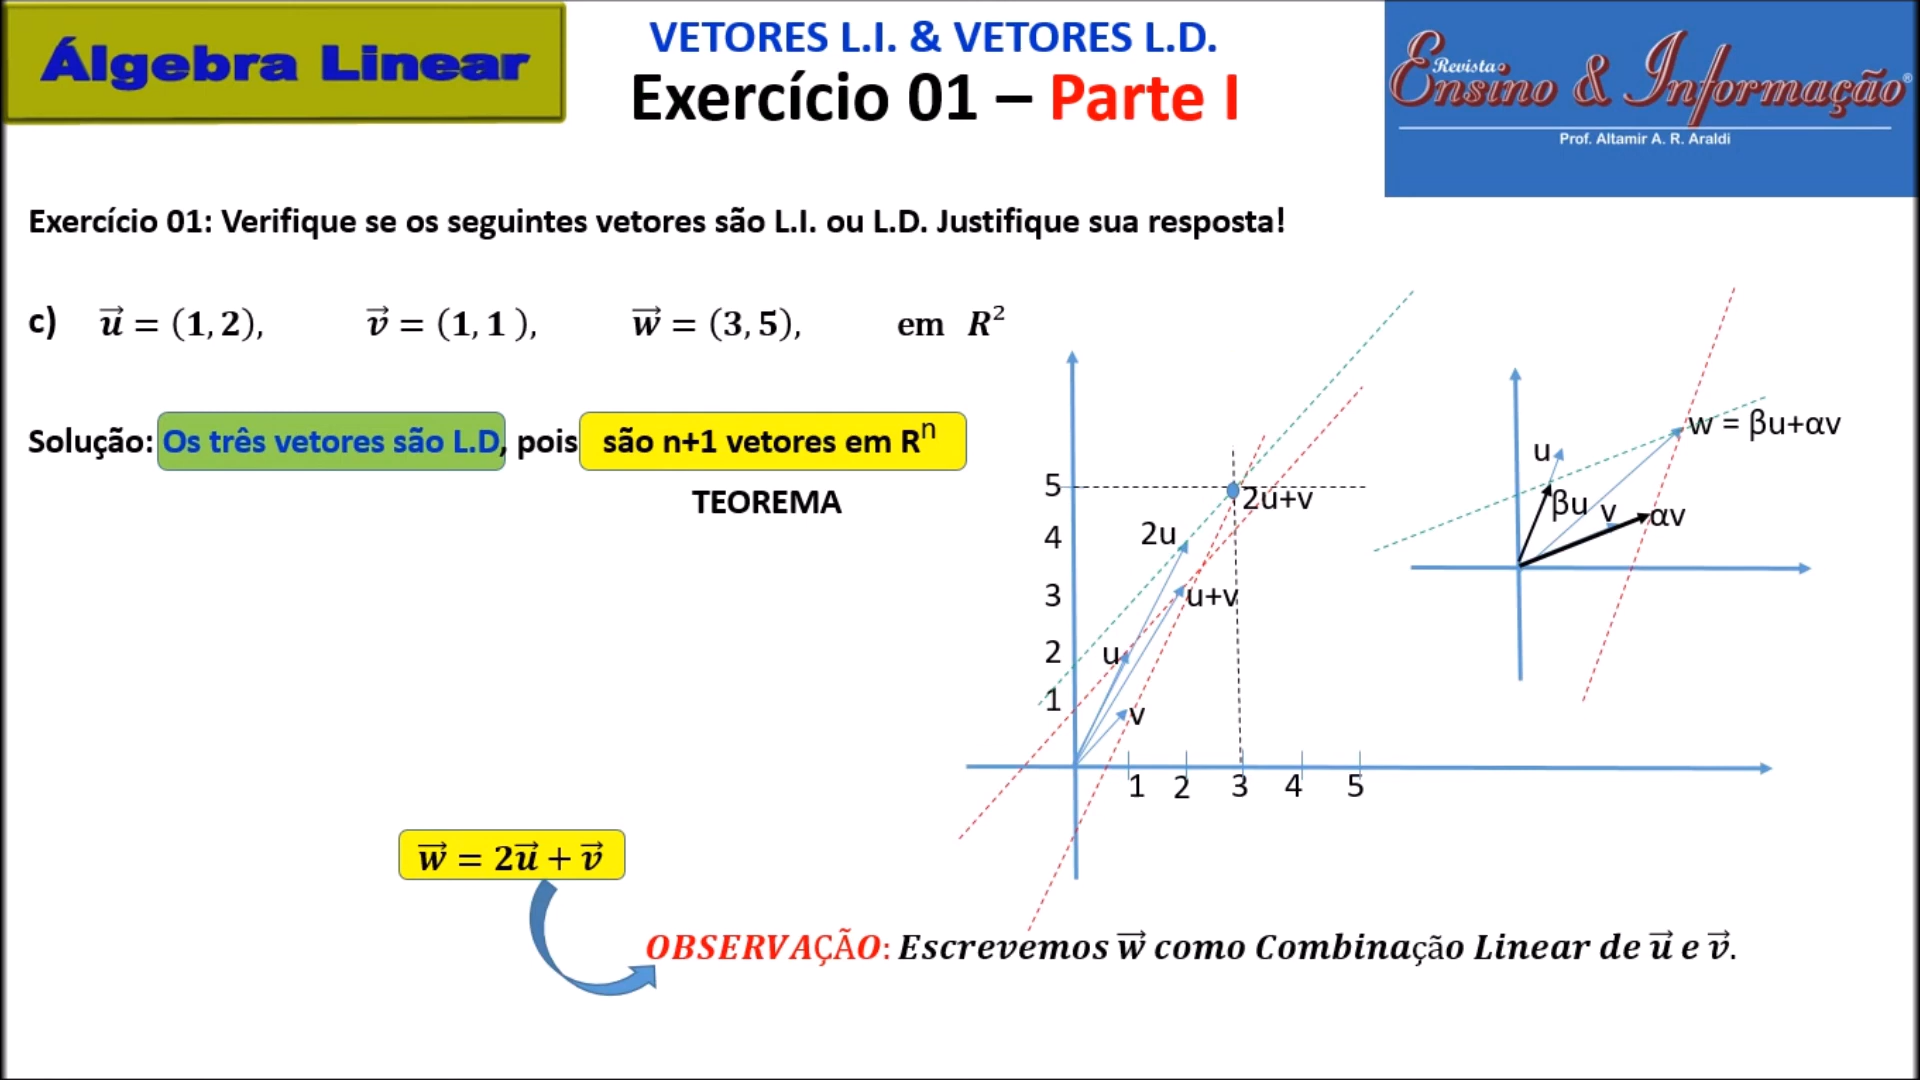 Álgebra Linear
VETORES L.I. & VETORES L.D.
Exercício 01 – Parte I
Revista
Ensino & Informação®
Prof. Altamir A. R. Araldi
Exercício 01: Verifique se os seguintes vetores são L.I. ou L.D. Justifique sua resposta!
c) u⃗ = (1, 2), v⃗ = (1, 1 ), w⃗ = (3, 5), em R²
Solução: Os três vetores são L.D, pois são n+1 vetores em Rⁿ
TEOREMA
5
4
3
2
1
2u+v
2u
u+v
u
v
1 2 3 4 5
w = βu+αv
u
βu
v
αv
w⃗ = 2u⃗ + v⃗
OBSERVAÇÃO: Escrevemos w⃗ como Combinação Linear de u⃗ e v⃗.